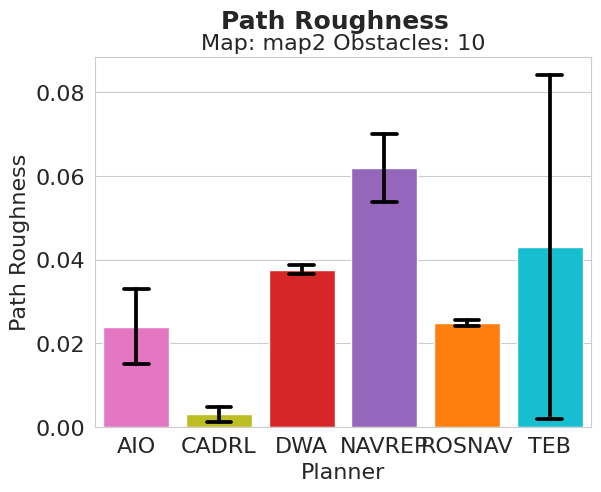 Path Roughness
Map: map2 Obstacles: 10
Path Roughness
0.08
0.06
0.04
0.02
0.00
AIO CADRL DWA NAVREP ROSNAV TEB
Planner